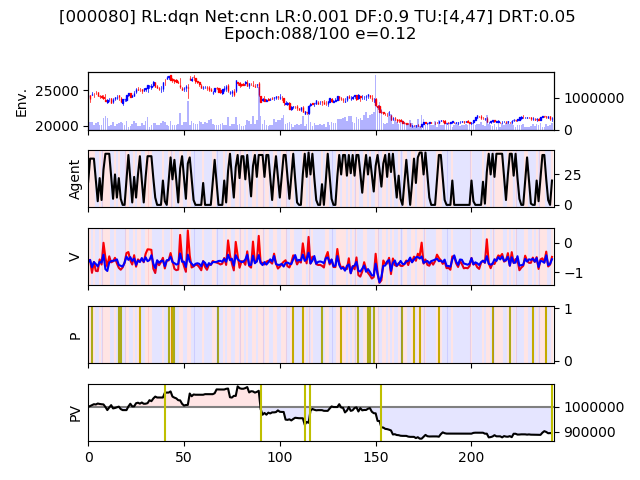 [000080] RL:dqn Net:cnn LR:0.001 DF:0.9 TU:[4,47] DRT:0.05
Epoch:088/100 e=0.12
Env.
25000
20000
1000000
0
Agent
25
0
V
0
−1
P
1
0
PV
1000000
900000
0
50
100
150
200